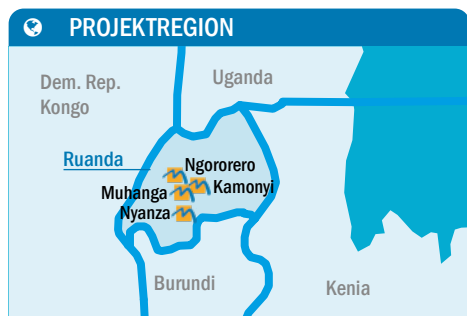 PROJEKTREGION
Dem. Rep.
Kongo
Uganda
Ruanda
Ngororero
Kamonyi
Muhanga
Nyanza
Burundi
Kenia